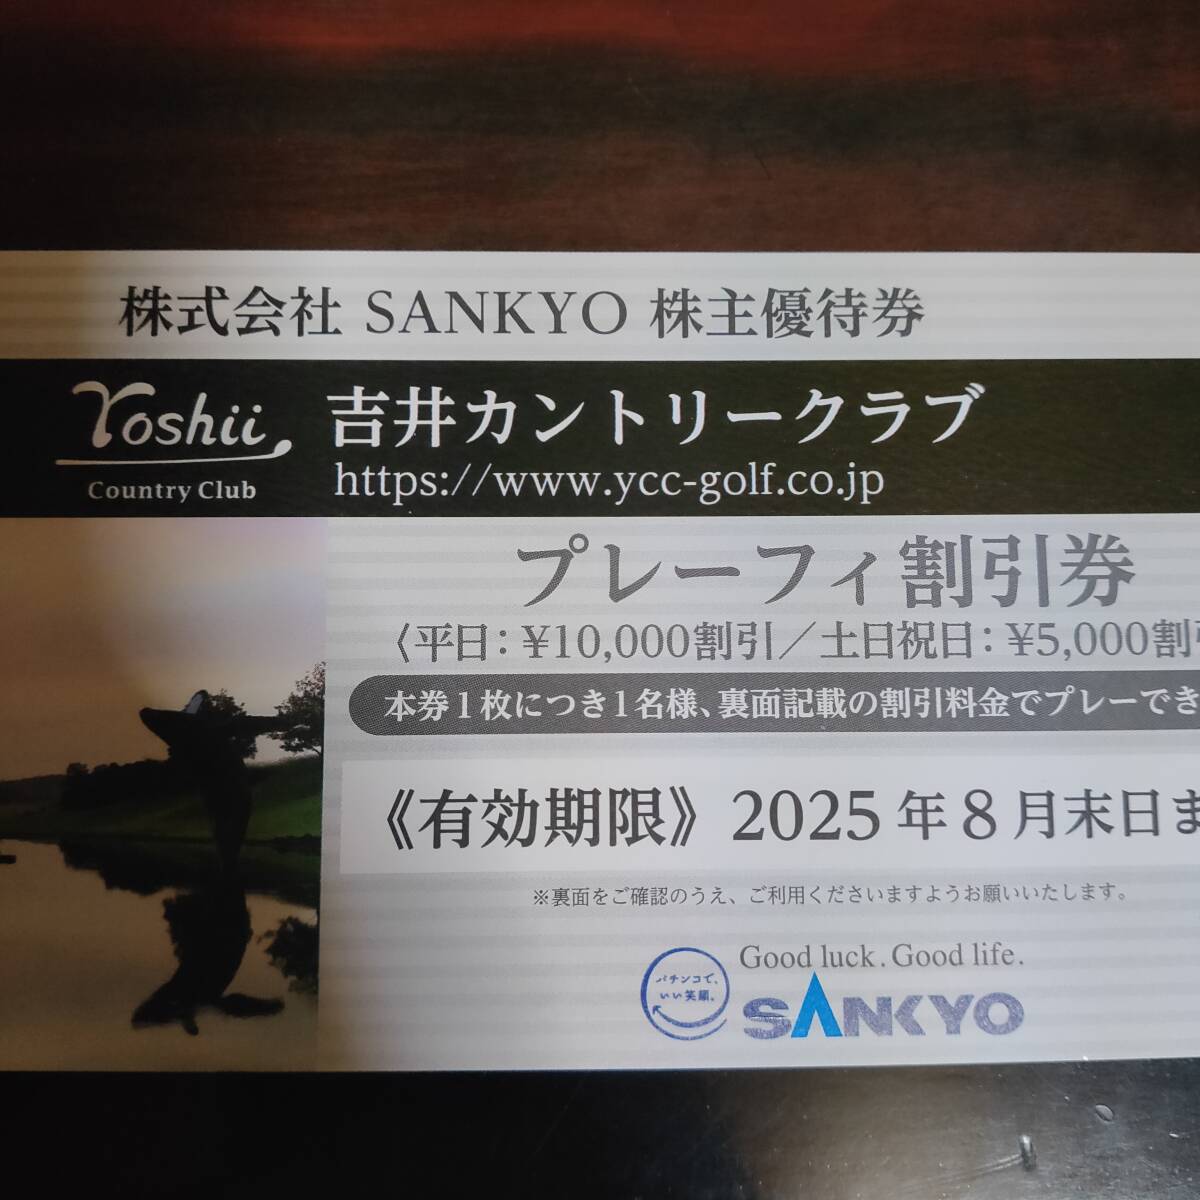 株式会社 SANKYO 株主優待券
Yoshii
Country Club
吉井カントリークラブ
https://www.ycc-golf.co.jp
プレーフィ割引券
〈平日：¥10,000割引／土日祝日：¥5,000割引
本券1枚につき1名様、裏面記載の割引料金でプレーでき
《有効期限》2025年8月末日ま
※裏面をご確認のうえ、ご利用くださいますようお願いいたします。
パチンコで、
いい笑顔。
Good luck. Good life.
SANKYO